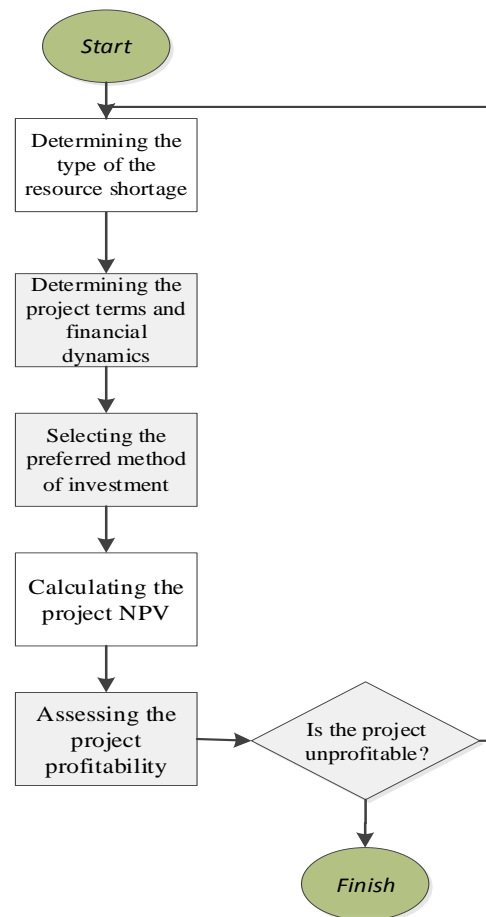 Start
Determining the
type of the
resource shortage
Determining the
project terms and
financial
dynamics
Selecting the
preferred method
of investment
Calculating the
project NPV
Assessing the
project
profitability
Is the project
unprofitable?
Finish